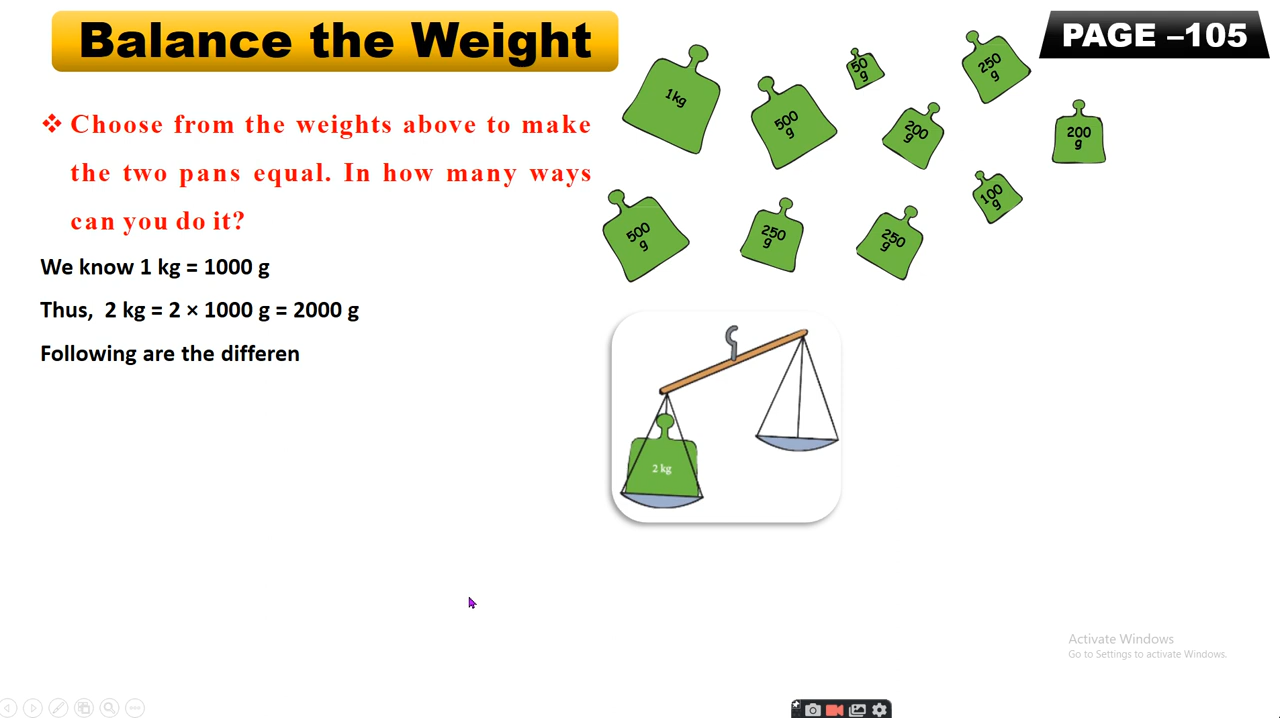 Balance the Weight
PAGE –105
❖ Choose from the weights above to make
the two pans equal. In how many ways
can you do it?
We know 1 kg = 1000 g
Thus, 2 kg = 2 × 1000 g = 2000 g
Following are the differen
1kg
500
g
50
g
250
g
200
g
200
g
100
g
500
g
250
g
250
g
2 kg
Activate Windows
Go to Settings to activate Windows.